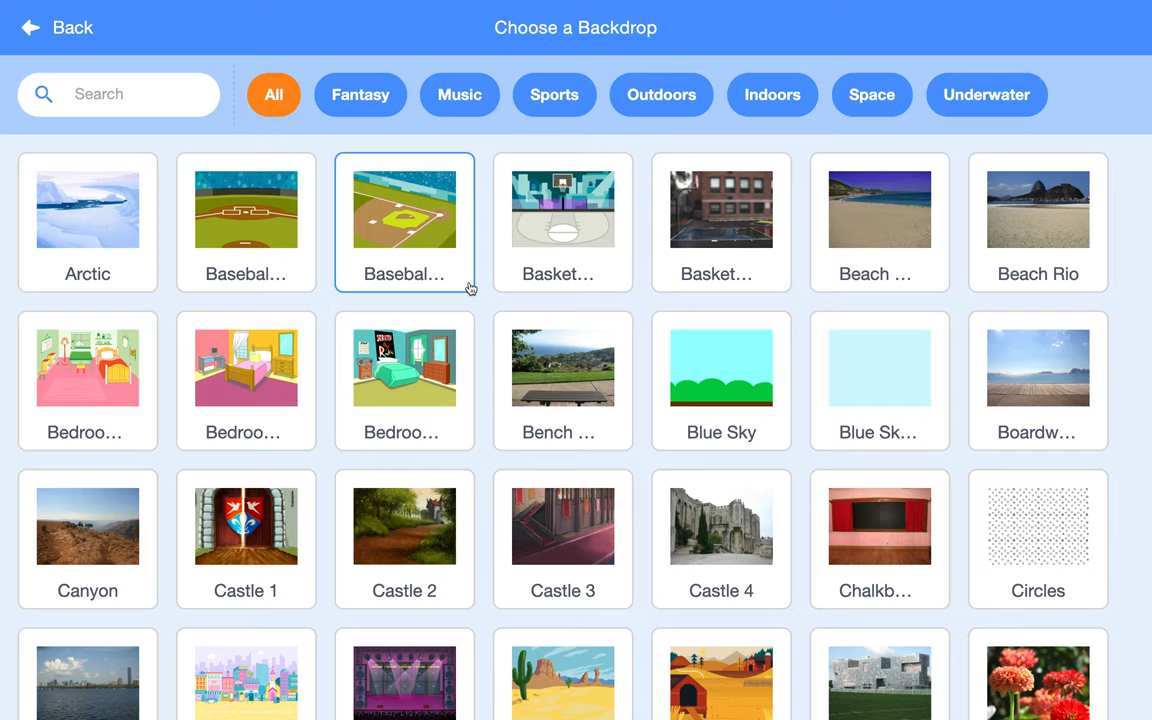 Back
Choose a Backdrop
Search
All
Fantasy
Music
Sports
Outdoors
Indoors
Space
Underwater
Arctic
Basebal...
Basebal...
Basket...
Basket...
Beach ...
Beach Rio
Bedroo...
Bedroo...
Bedroo...
Bench ...
Blue Sky
Blue Sk...
Boardw...
Canyon
Castle 1
Castle 2
Castle 3
Castle 4
Chalkb...
Circles